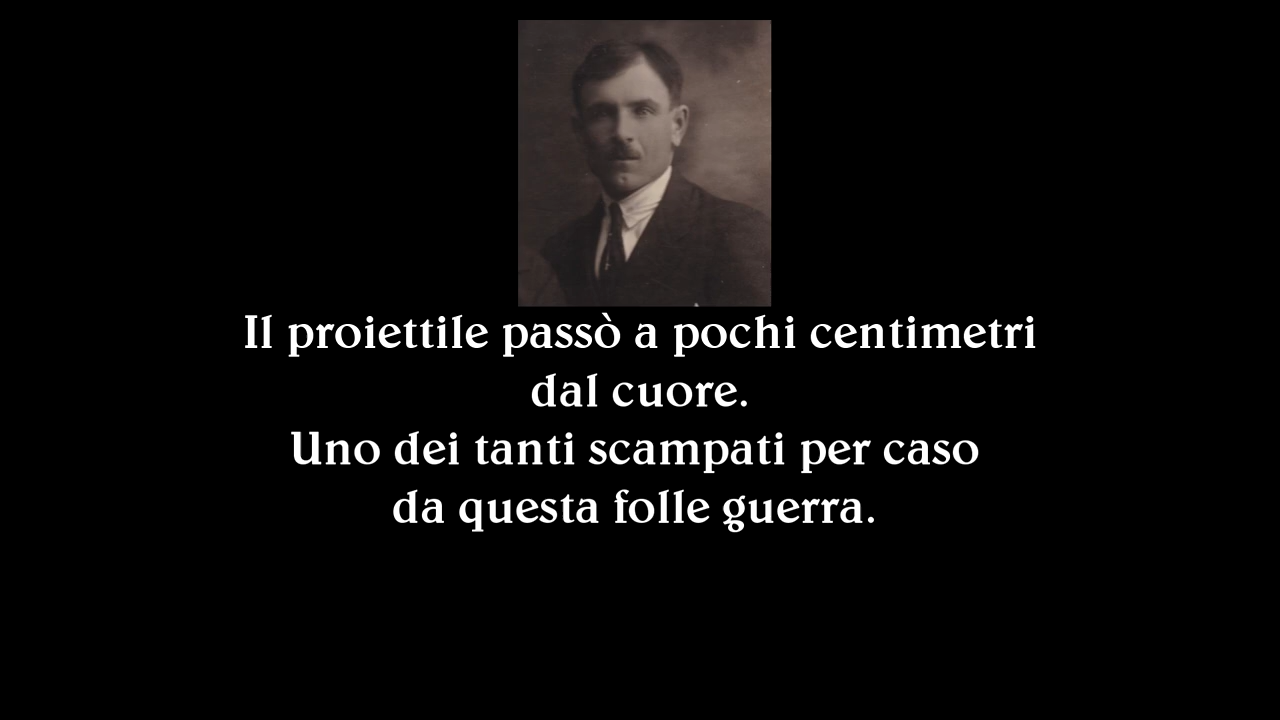 Il proiettile passò a pochi centimetri
dal cuore.
Uno dei tanti scampati per caso
da questa folle guerra.